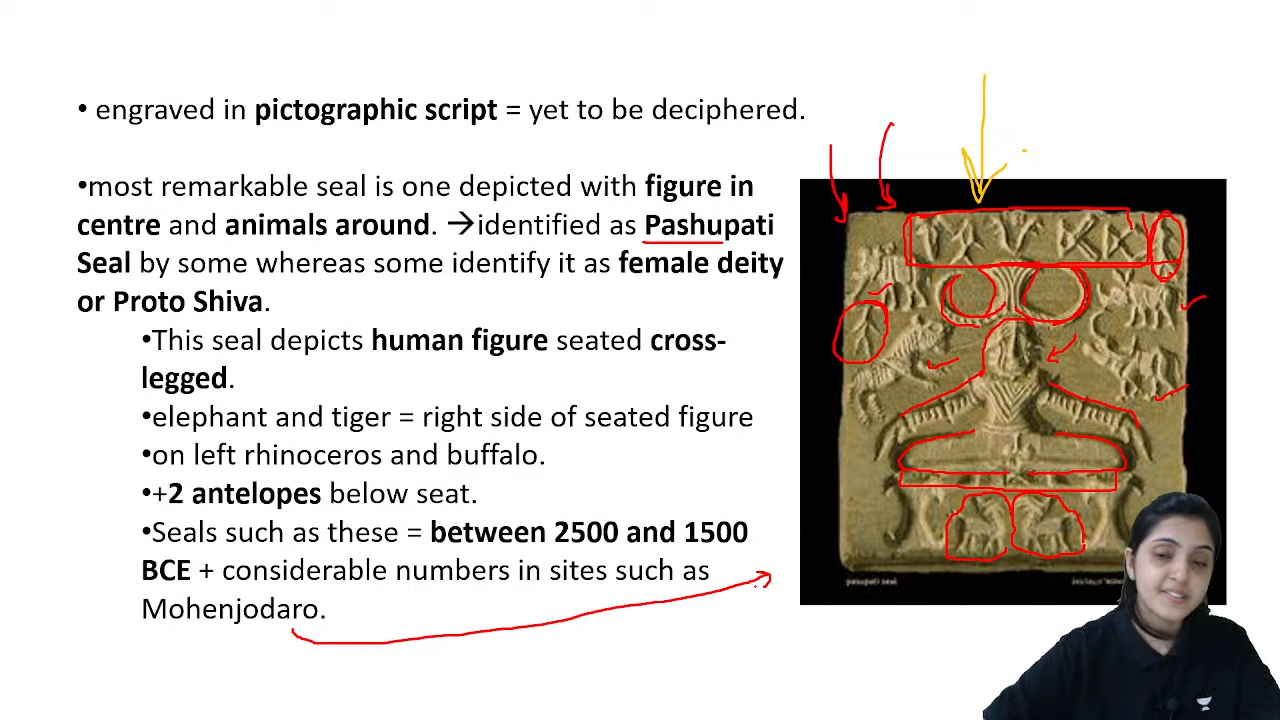 • engraved in pictographic script = yet to be deciphered.
•most remarkable seal is one depicted with figure in
centre and animals around. →identified as Pashupati
Seal by some whereas some identify it as female deity
or Proto Shiva.
•This seal depicts human figure seated cross-
legged.
•elephant and tiger = right side of seated figure
•on left rhinoceros and buffalo.
•+2 antelopes below seat.
•Seals such as these = between 2500 and 1500
BCE + considerable numbers in sites such as
Mohenjodaro.
pasupati seal